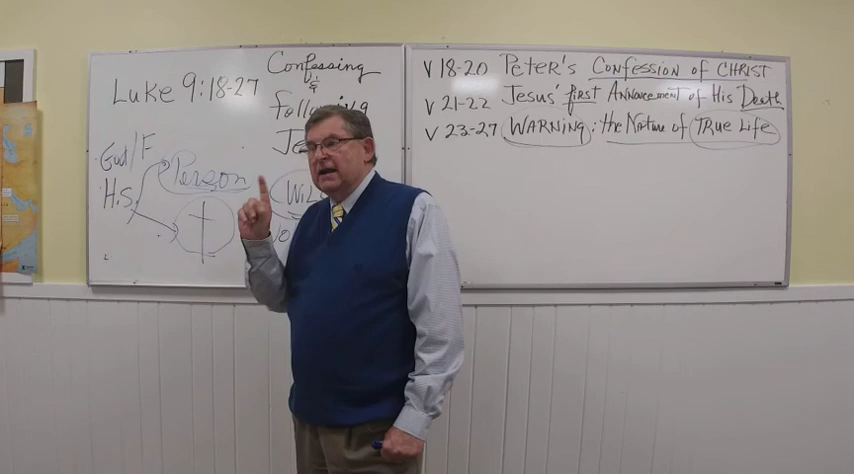 Luke 9:18-27
Confessing
&
following
God/F
Person
H.S.
V 18-20 Peter's Confession of CHRIST
V 21-22 Jesus' first Announcement of His Death
V 23-27 WARNING: the Nature of TRUE Life